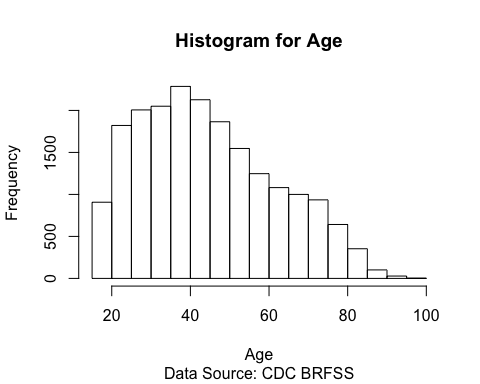 Histogram for Age
Frequency
1500
500
0
20 40 60 80 100
Age
Data Source: CDC BRFSS